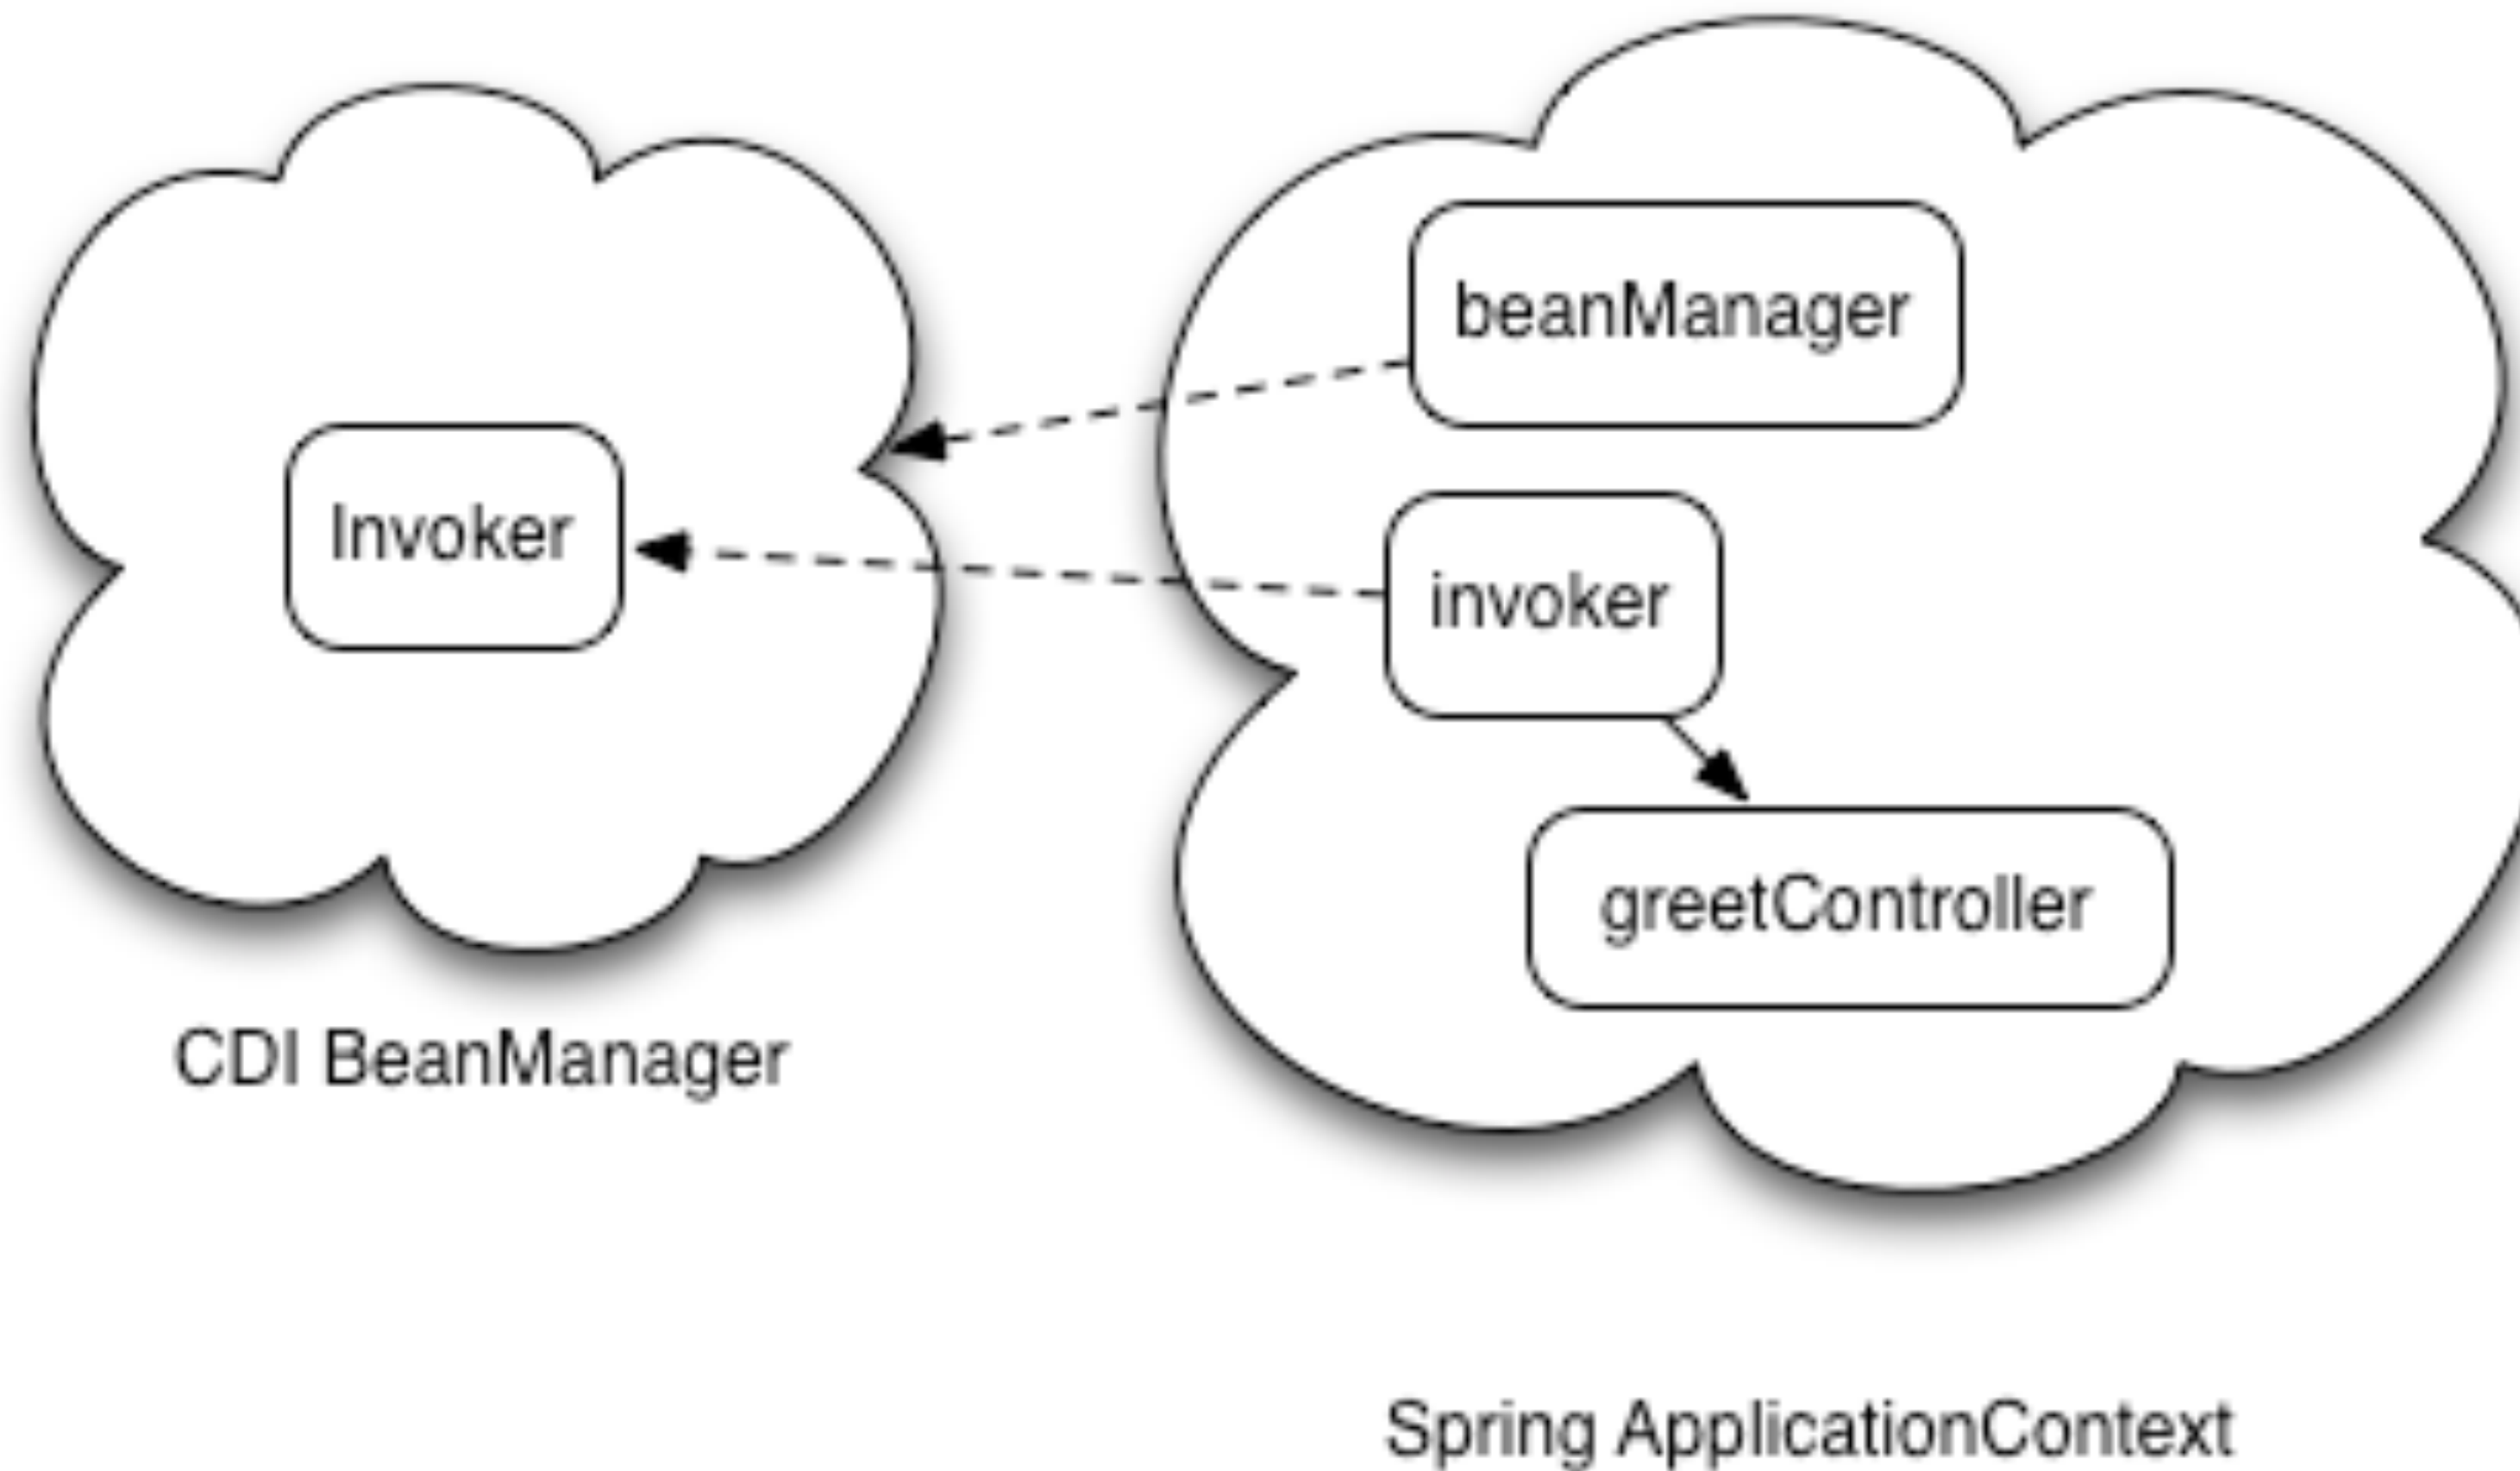 beanManager
Invoker
invoker
greetController
CDI BeanManager
Spring ApplicationContext